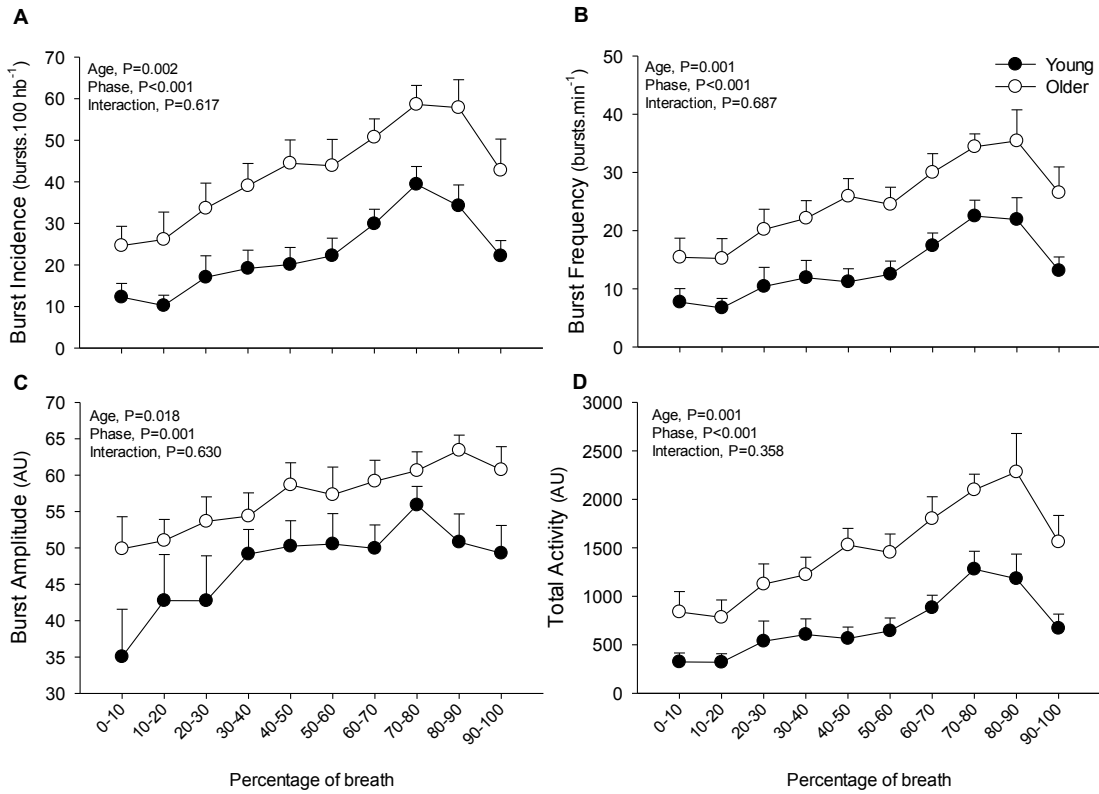 A
Burst Incidence (bursts.100 hb⁻¹)
70
60
50
40
30
20
10
0
Age, P=0.002
Phase, P<0.001
Interaction, P=0.617
B
Burst Frequency (bursts.min⁻¹)
50
40
30
20
10
0
Age, P=0.001
Phase, P<0.001
Interaction, P=0.687
Young
Older
C
Burst Amplitude (AU)
70
65
60
55
50
45
40
35
30
Age, P=0.018
Phase, P=0.001
Interaction, P=0.630
0-10
10-20
20-30
30-40
40-50
50-60
60-70
70-80
80-90
90-100
Percentage of breath
D
Total Activity (AU)
3000
2500
2000
1500
1000
500
0
Age, P=0.001
Phase, P<0.001
Interaction, P=0.358
0-10
10-20
20-30
30-40
40-50
50-60
60-70
70-80
80-90
90-100
Percentage of breath